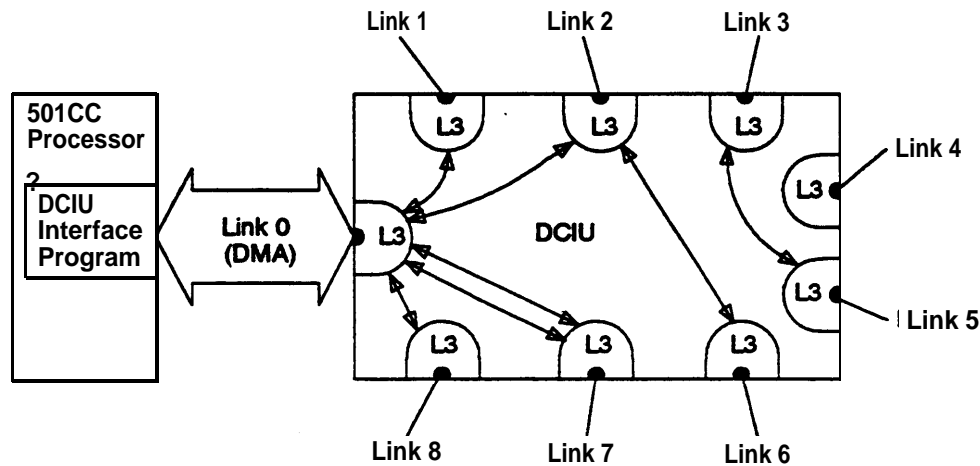 Link 1
Link 2
Link 3
501CC
Processor
?
DCIU
Interface
Program
Link 0
(DMA)
L3
L3
L3
L3
Link 4
L3
DCIU
L3
Link 5
L3
L3
L3
Link 8
Link 7
Link 6